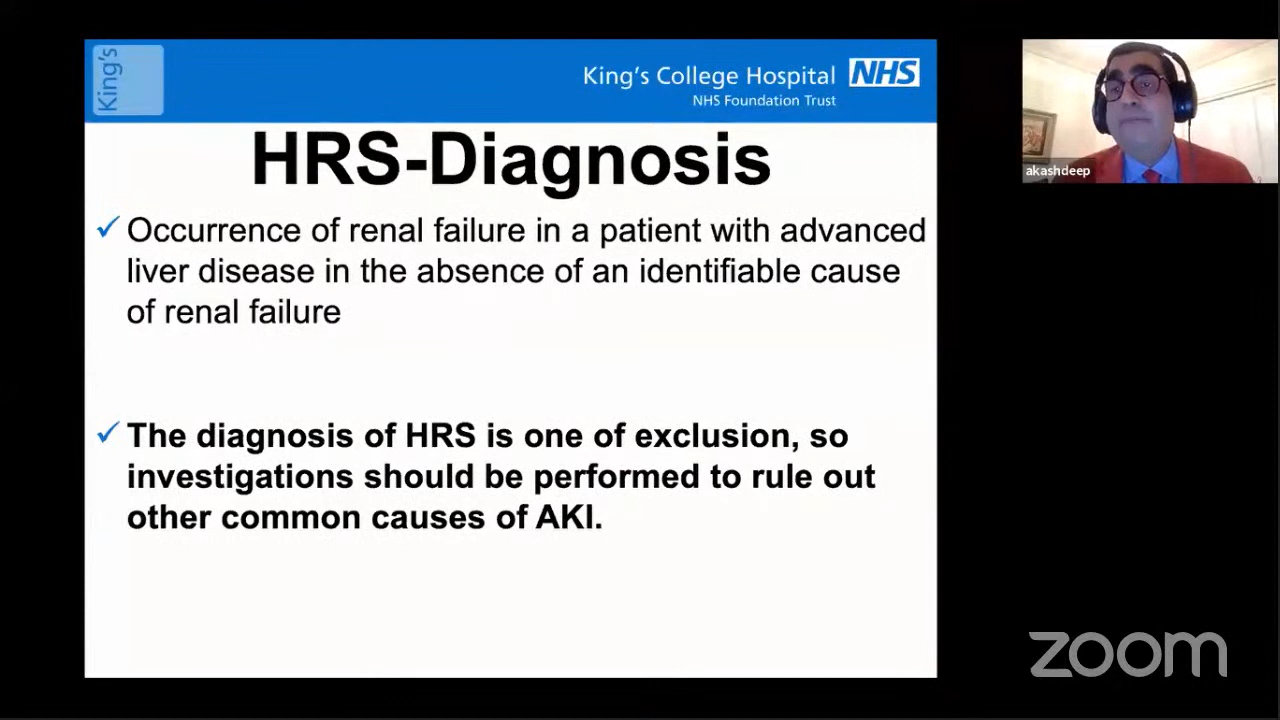 King's
King's College Hospital NHS
NHS Foundation Trust
HRS-Diagnosis
✓ Occurrence of renal failure in a patient with advanced
liver disease in the absence of an identifiable cause
of renal failure
✓ The diagnosis of HRS is one of exclusion, so
investigations should be performed to rule out
other common causes of AKI.
akashdeep
zoom